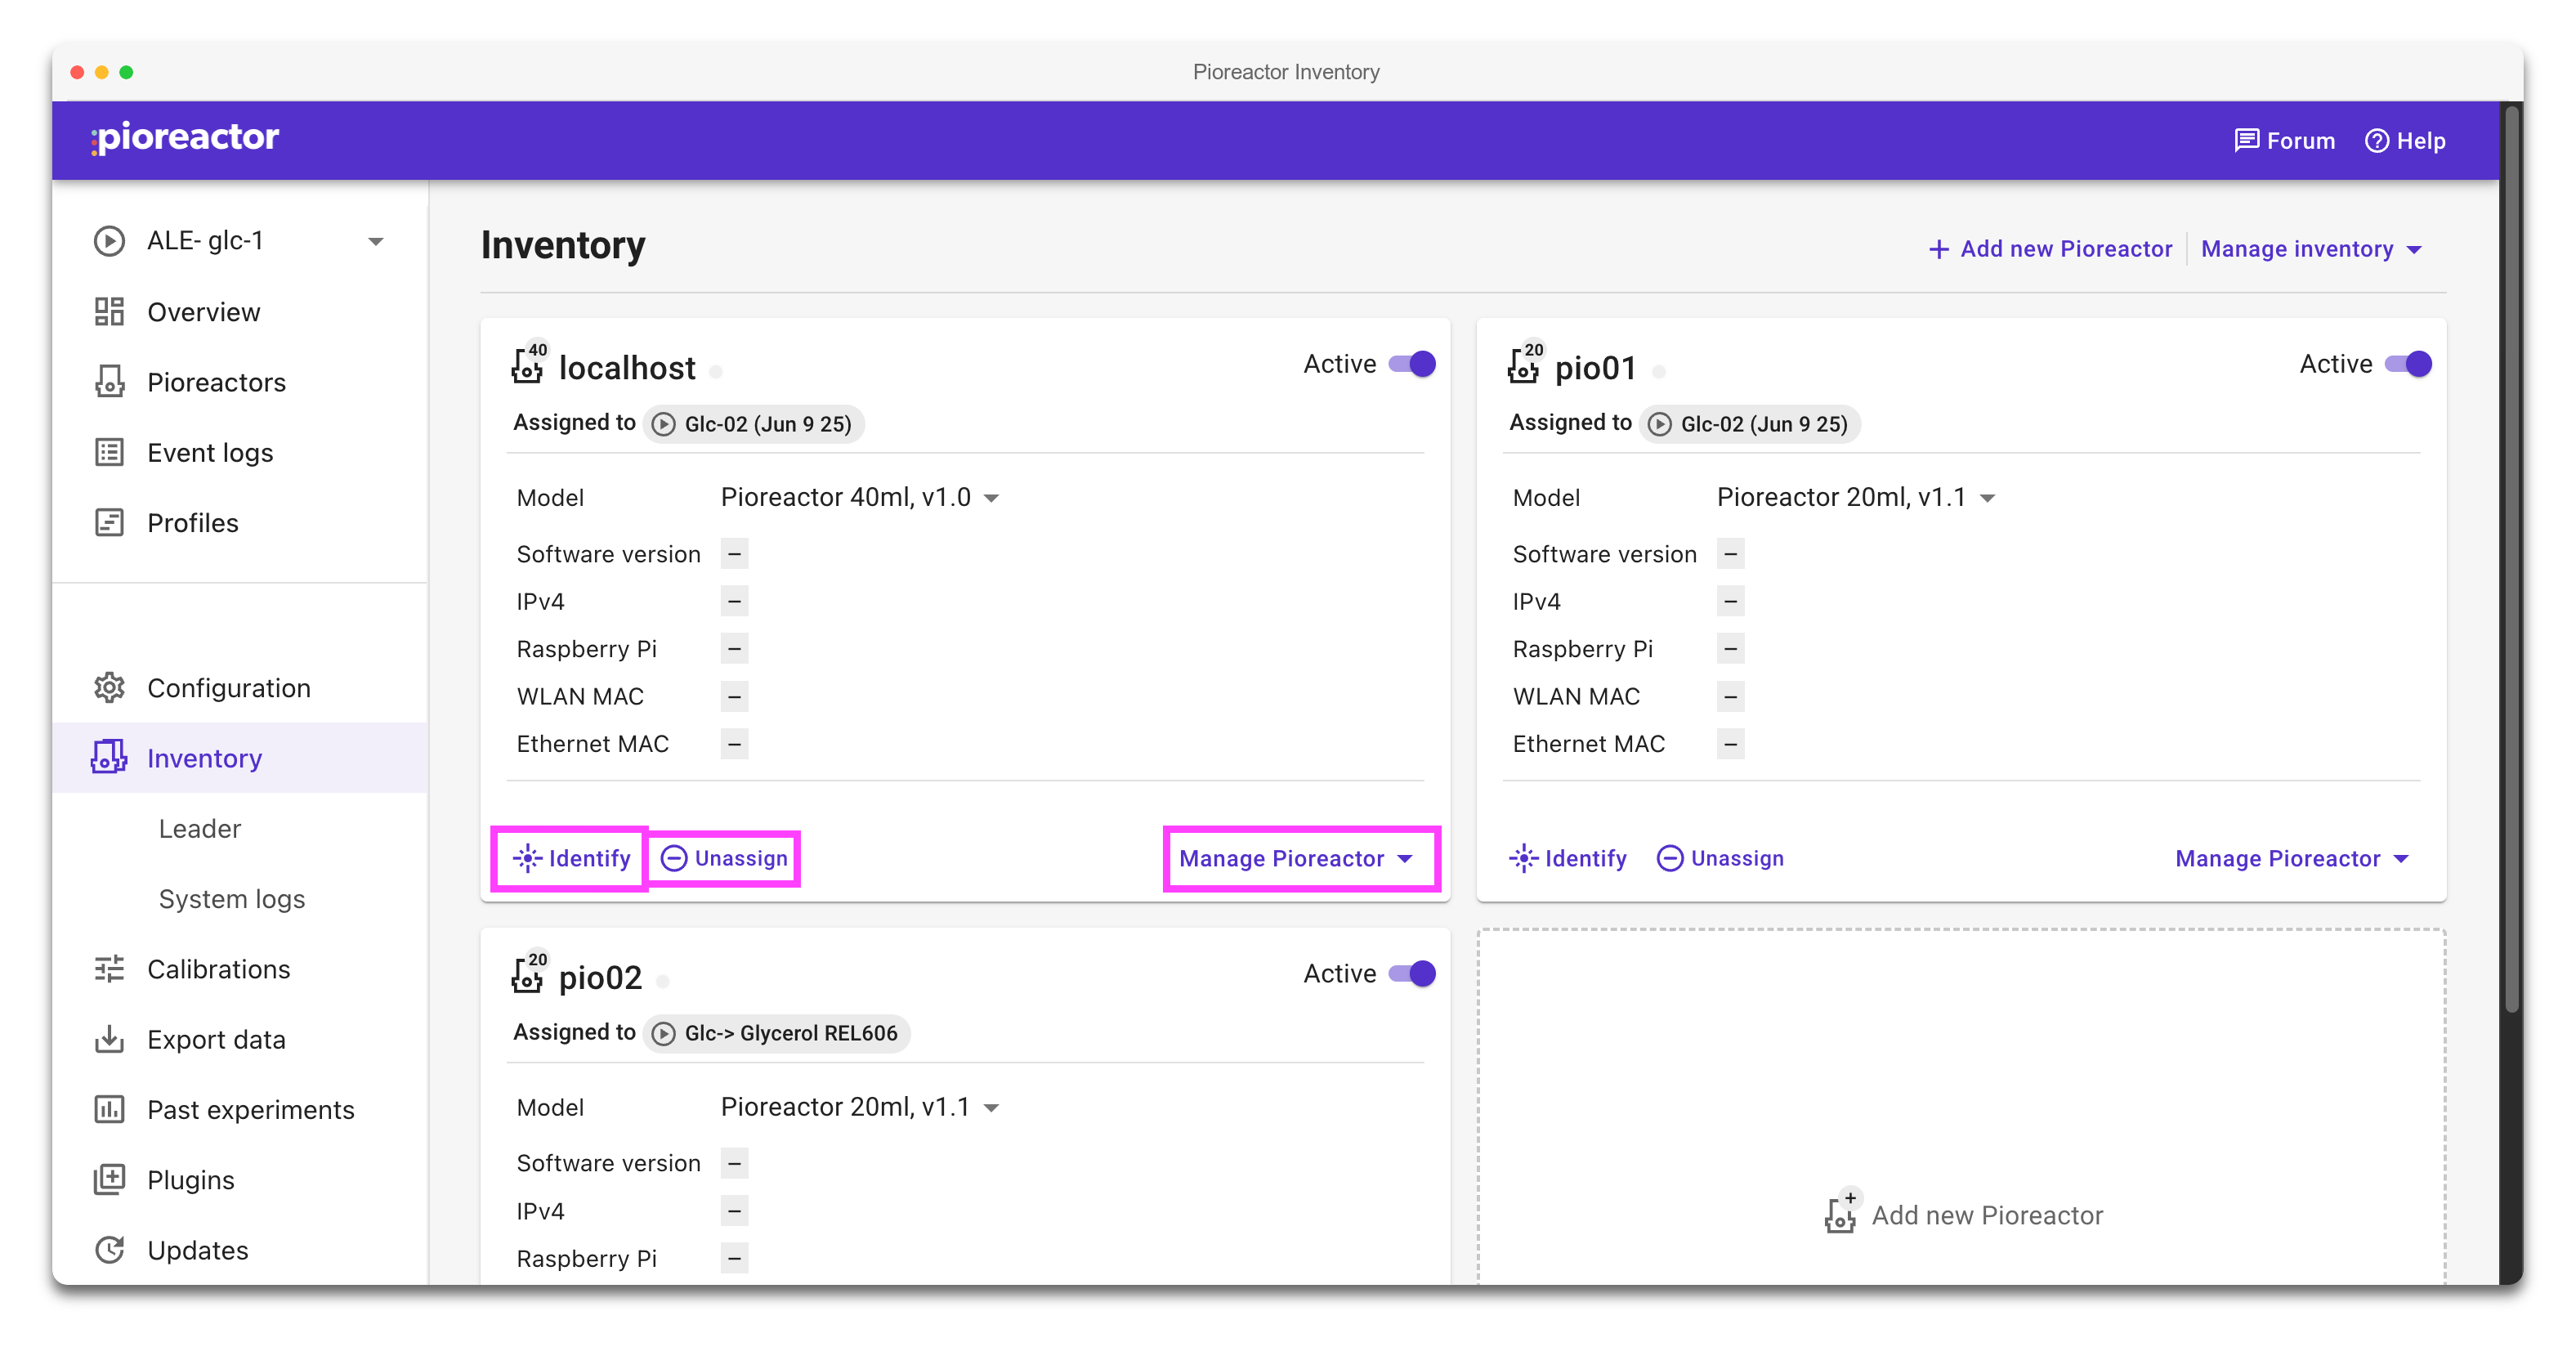 Pioreactor Inventory
pioreactor
Forum
Help
ALE- glc-1
Overview
Pioreactors
Event logs
Profiles
Configuration
Inventory
Leader
System logs
Calibrations
Export data
Past experiments
Plugins
Updates
Inventory
Add new Pioreactor
Manage inventory
40
localhost
Active
Assigned to Glc-02 (Jun 9 25)
Model Pioreactor 40ml, v1.0
Software version –
IPv4 –
Raspberry Pi –
WLAN MAC –
Ethernet MAC –
Identify
Unassign
Manage Pioreactor
20
pio01
Active
Assigned to Glc-02 (Jun 9 25)
Model Pioreactor 20ml, v1.1
Software version –
IPv4 –
Raspberry Pi –
WLAN MAC –
Ethernet MAC –
Identify
Unassign
Manage Pioreactor
20
pio02
Active
Assigned to Glc-> Glycerol REL606
Model Pioreactor 20ml, v1.1
Software version –
IPv4 –
Raspberry Pi –
Add new Pioreactor